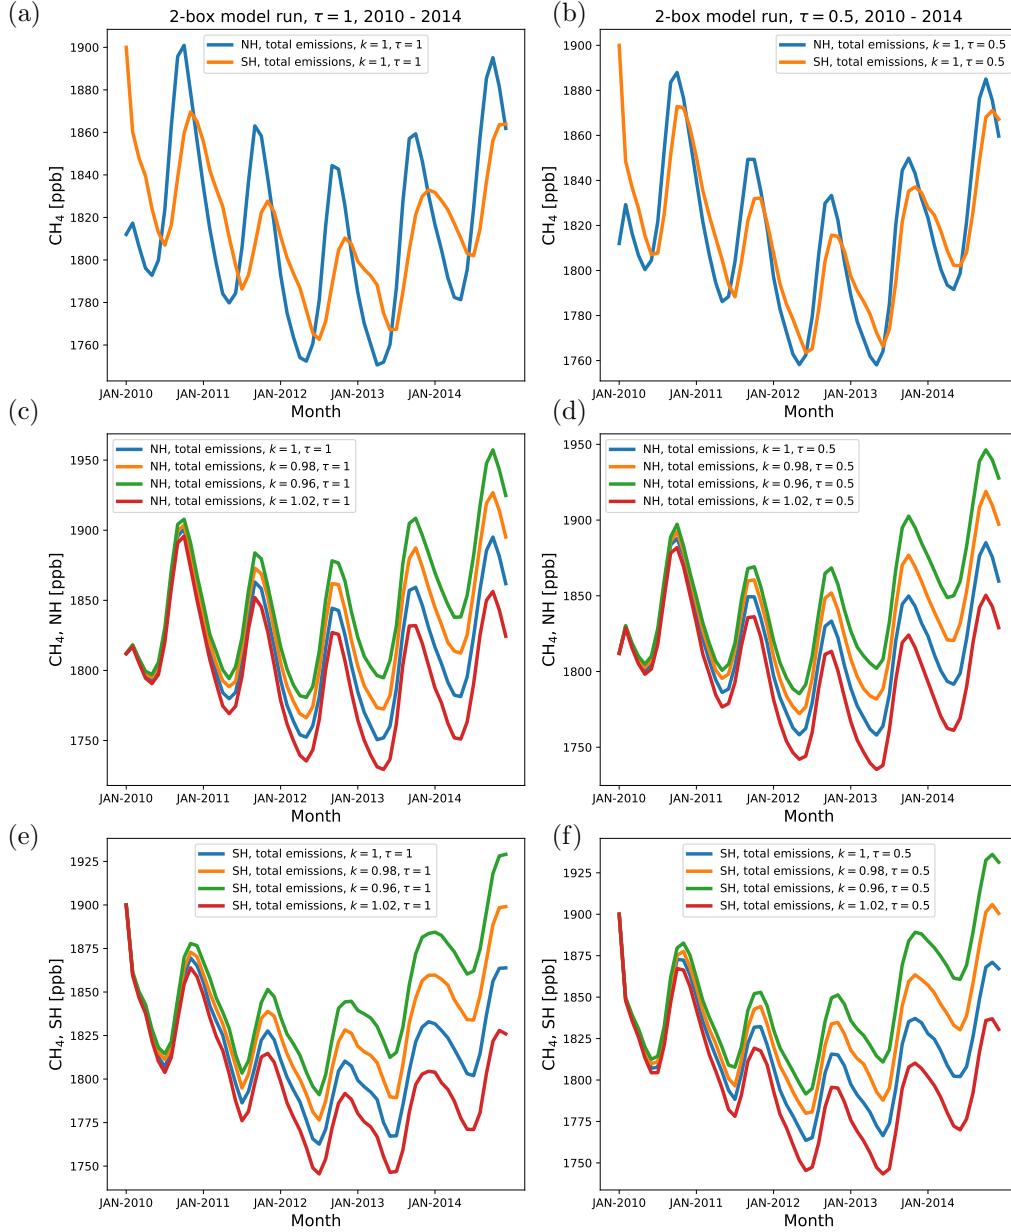 (a)
2-box model run, τ = 1, 2010 - 2014
NH, total emissions, k = 1, τ = 1
SH, total emissions, k = 1, τ = 1
CH₄ [ppb]
1900
1880
1860
1840
1820
1800
1780
1760
JAN-2010
JAN-2011
JAN-2012
JAN-2013
JAN-2014
Month
(b)
2-box model run, τ = 0.5, 2010 - 2014
NH, total emissions, k = 1, τ = 0.5
SH, total emissions, k = 1, τ = 0.5
CH₄ [ppb]
1900
1880
1860
1840
1820
1800
1780
1760
JAN-2010
JAN-2011
JAN-2012
JAN-2013
JAN-2014
Month
(c)
NH, total emissions, k = 1, τ = 1
NH, total emissions, k = 0.98, τ = 1
NH, total emissions, k = 0.96, τ = 1
NH, total emissions, k = 1.02, τ = 1
CH₄, NH [ppb]
1950
1900
1850
1800
1750
JAN-2010
JAN-2011
JAN-2012
JAN-2013
JAN-2014
Month
(d)
NH, total emissions, k = 1, τ = 0.5
NH, total emissions, k = 0.98, τ = 0.5
NH, total emissions, k = 0.96, τ = 0.5
NH, total emissions, k = 1.02, τ = 0.5
CH₄, NH [ppb]
1950
1900
1850
1800
1750
JAN-2010
JAN-2011
JAN-2012
JAN-2013
JAN-2014
Month
(e)
SH, total emissions, k = 1, τ = 1
SH, total emissions, k = 0.98, τ = 1
SH, total emissions, k = 0.96, τ = 1
SH, total emissions, k = 1.02, τ = 1
CH₄, SH [ppb]
1925
1900
1875
1850
1825
1800
1775
1750
JAN-2010
JAN-2011
JAN-2012
JAN-2013
JAN-2014
Month
(f)
SH, total emissions, k = 1, τ = 0.5
SH, total emissions, k = 0.98, τ = 0.5
SH, total emissions, k = 0.96, τ = 0.5
SH, total emissions, k = 1.02, τ = 0.5
CH₄, SH [ppb]
1925
1900
1875
1850
1825
1800
1775
1750
JAN-2010
JAN-2011
JAN-2012
JAN-2013
JAN-2014
Month